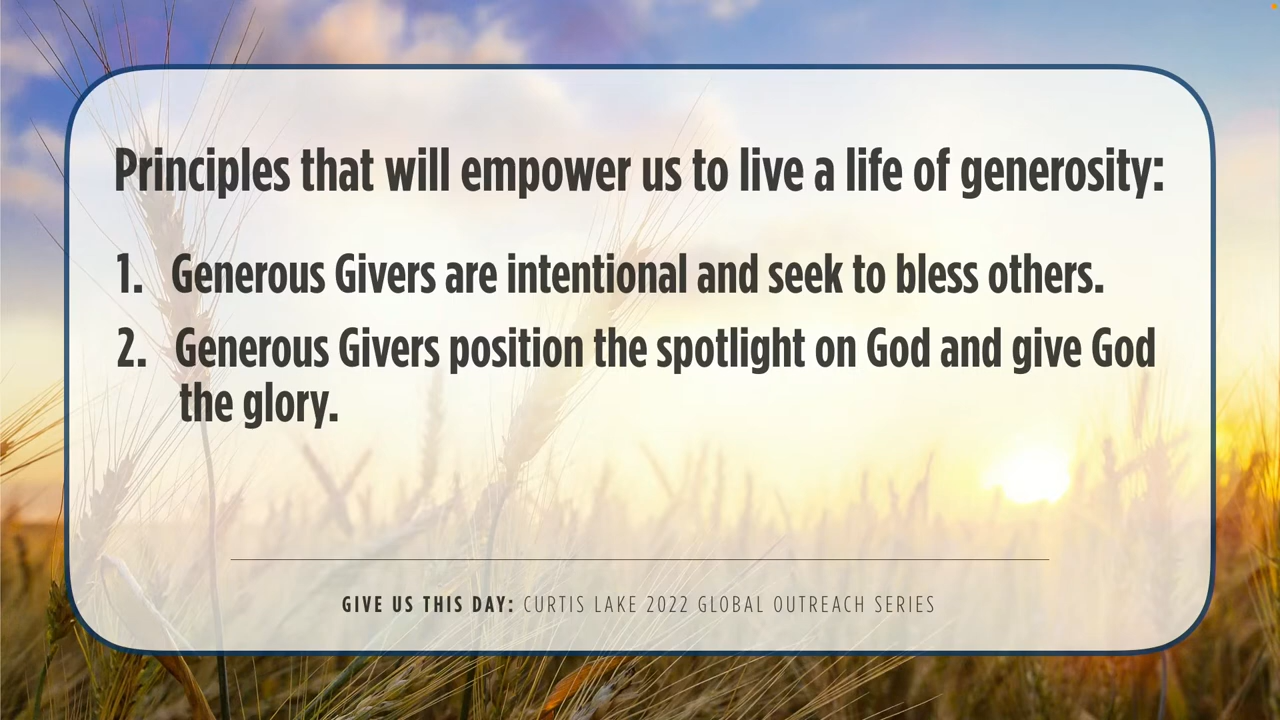 Principles that will empower us to live a life of generosity:
1. Generous Givers are intentional and seek to bless others.
2. Generous Givers position the spotlight on God and give God
the glory.
GIVE US THIS DAY: CURTIS LAKE 2022 GLOBAL OUTREACH SERIES